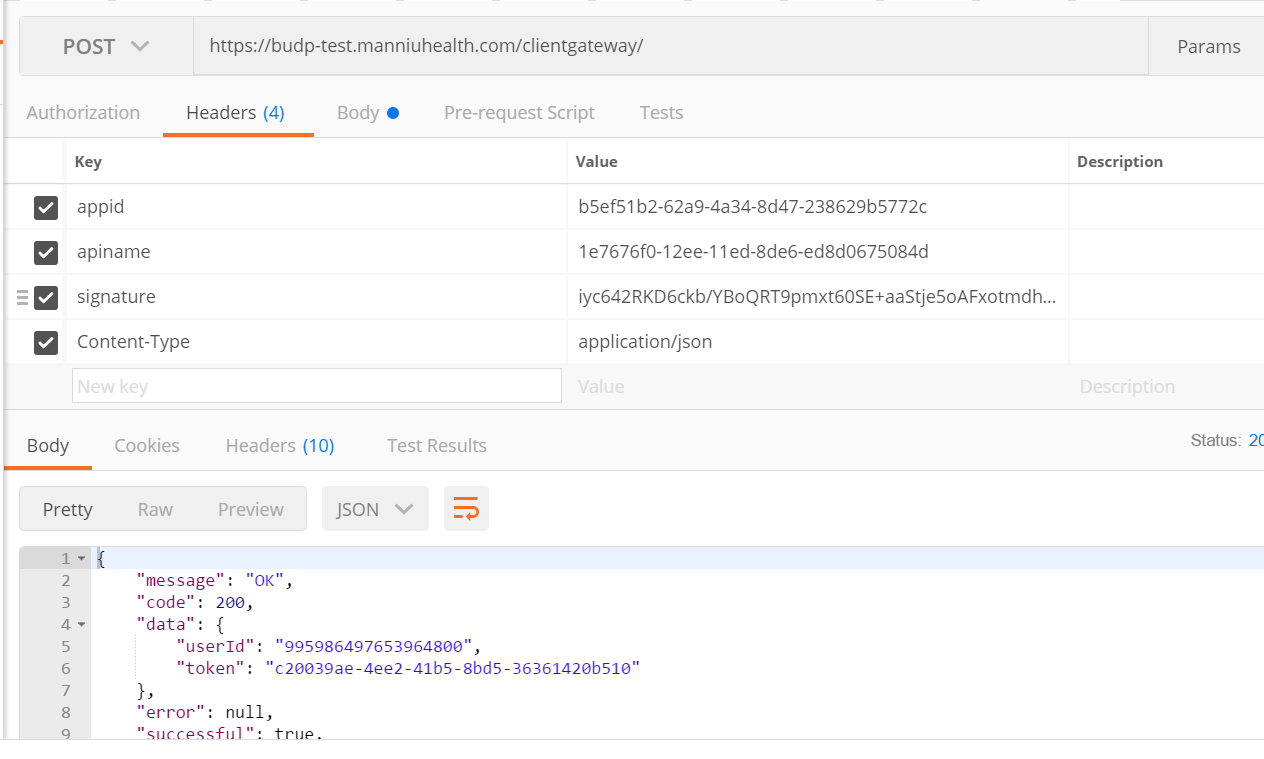 POST https://budp-test.manniuhealth.com/clientgateway/ Params
Authorization Headers (4) Body Pre-request Script Tests
Key Value Description
appid b5ef51b2-62a9-4a34-8d47-238629b5772c
apiname 1e7676f0-12ee-11ed-8de6-ed8d0675084d
signature iyc642RKD6ckb/YBoQRT9pmxt60SE+aaStje5oAFxotmdh...
Content-Type application/json
New key Value Description
Body Cookies Headers (10) Test Results Status: 20
Pretty Raw Preview JSON
1 {
2 "message": "OK",
3 "code": 200,
4 "data": {
5 "userId": "995986497653964800",
6 "token": "c20039ae-4ee2-41b5-8bd5-36361420b510"
7 },
8 "error": null,
9 "successful": true,